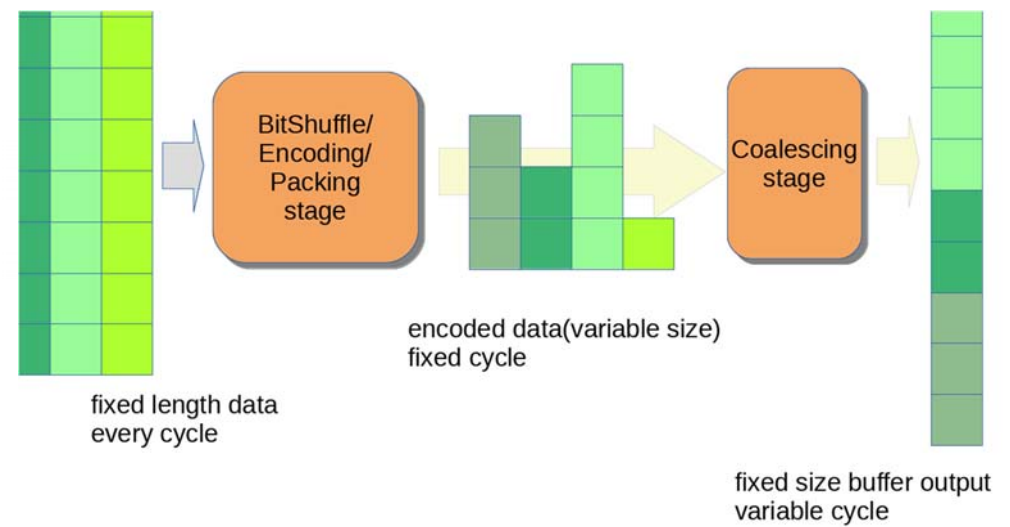 BitShuffle/
Encoding/
Packing
stage
Coalescing
stage
encoded data(variable size)
fixed cycle
fixed length data
every cycle
fixed size buffer output
variable cycle